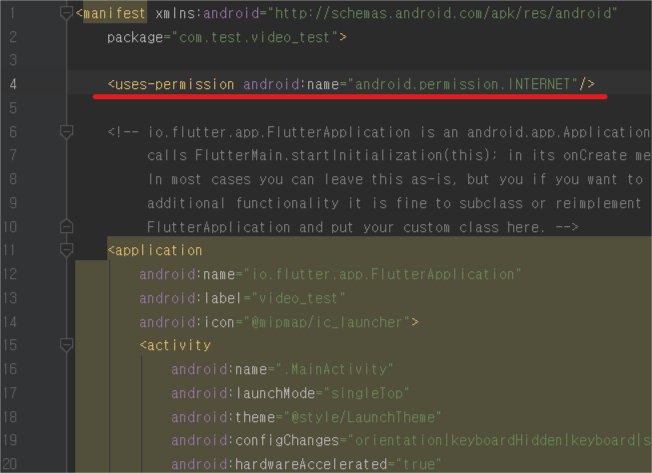 1 <manifest xmlns:android="http://schemas.android.com/apk/res/android"
2 package="com.test.video_test">
3
4 <uses-permission android:name="android.permission.INTERNET"/>
5
6 <!-- io.flutter.app.FlutterApplication is an android.app.Application
7 calls FlutterMain.startInitialization(this); in its onCreate me
8 In most cases you can leave this as-is, but you if you want to
9 additional functionality it is fine to subclass or reimplement
10 FlutterApplication and put your custom class here. -->
11 <application
12 android:name="io.flutter.app.FlutterApplication"
13 android:label="video_test"
14 android:icon="@mipmap/ic_launcher">
15 <activity
16 android:name=".MainActivity"
17 android:launchMode="singleTop"
18 android:theme="@style/LaunchTheme"
19 android:configChanges="orientation|keyboardHidden|keyboard|s
20 android:hardwareAccelerated="true"